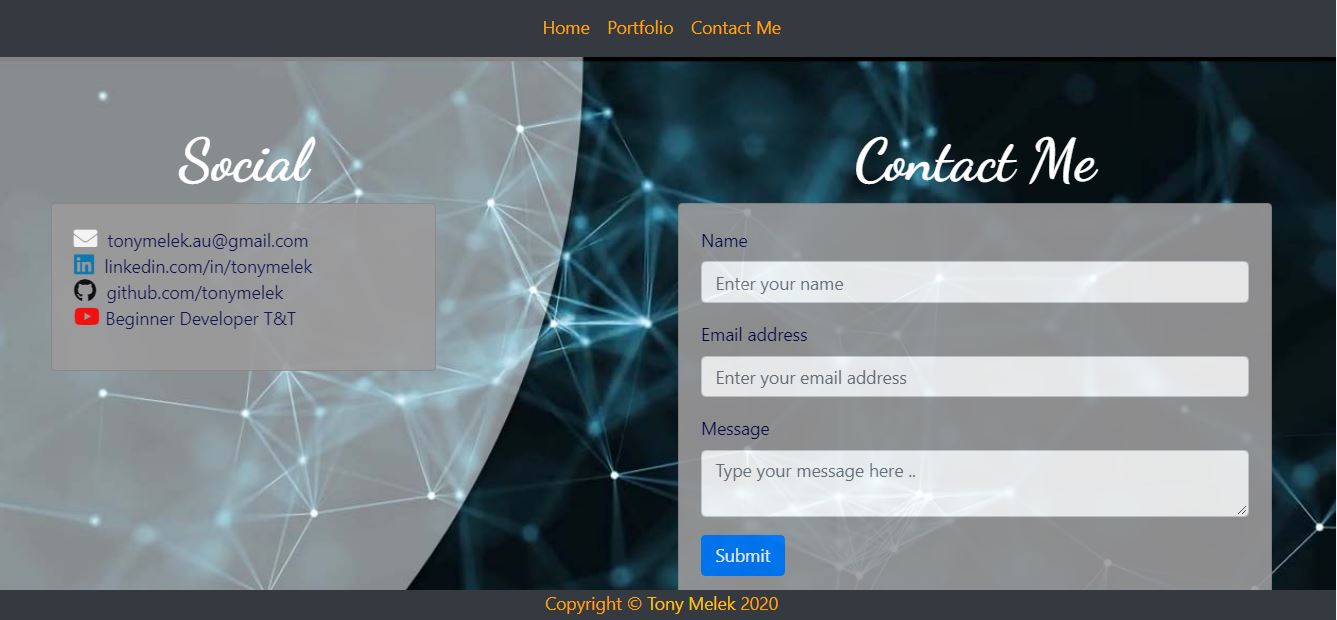 Home Portfolio Contact Me
Social
tonymelek.au@gmail.com
linkedin.com/in/tonymelek
github.com/tonymelek
Beginner Developer T&T
Contact Me
Name
Enter your name
Email address
Enter your email address
Message
Type your message here ..
Submit
Copyright © Tony Melek 2020